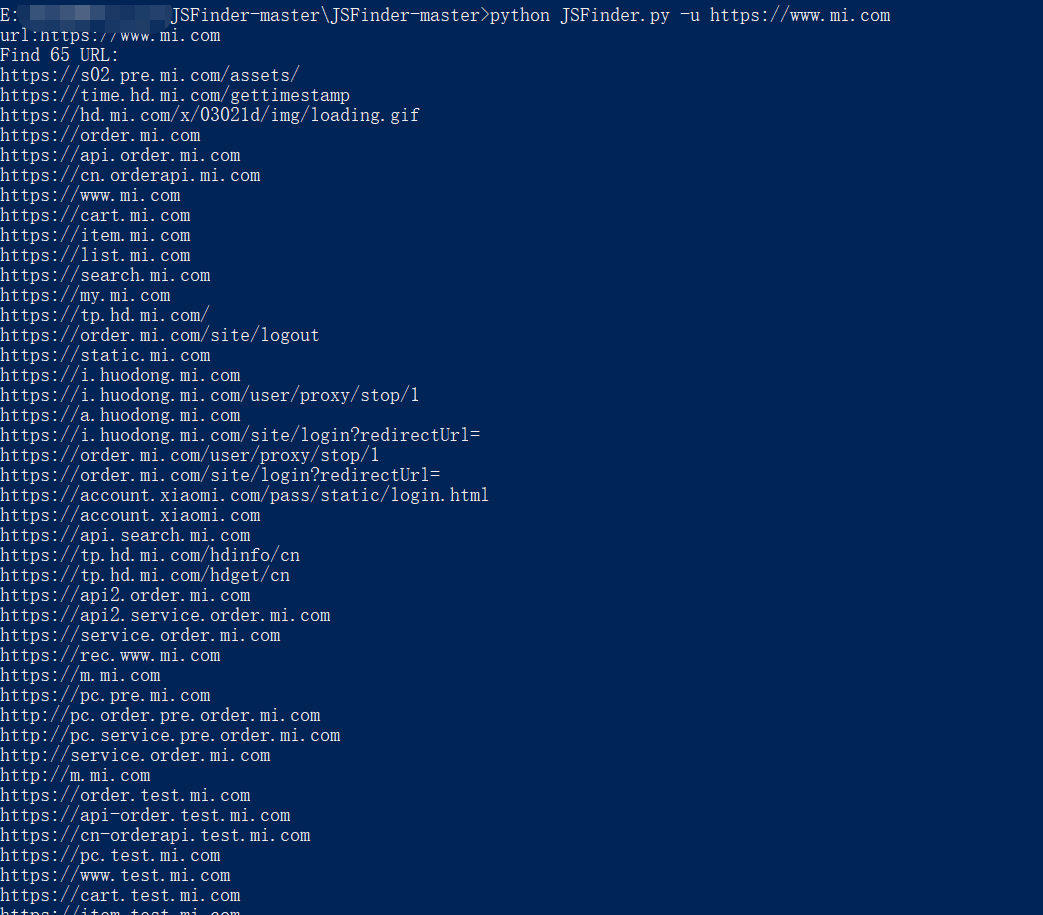 E:JSFinder-master\JSFinder-master>python JSFinder.py -u https://www.mi.com
url:https://www.mi.com
Find 65 URL:
https://s02.pre.mi.com/assets/
https://time.hd.mi.com/gettimestamp
https://hd.mi.com/x/03021d/img/loading.gif
https://order.mi.com
https://api.order.mi.com
https://cn.orderapi.mi.com
https://www.mi.com
https://cart.mi.com
https://item.mi.com
https://list.mi.com
https://search.mi.com
https://my.mi.com
https://tp.hd.mi.com/
https://order.mi.com/site/logout
https://static.mi.com
https://i.huodong.mi.com
https://i.huodong.mi.com/user/proxy/stop/1
https://a.huodong.mi.com
https://i.huodong.mi.com/site/login?redirectUrl=
https://order.mi.com/user/proxy/stop/1
https://order.mi.com/site/login?redirectUrl=
https://account.xiaomi.com/pass/static/login.html
https://account.xiaomi.com
https://api.search.mi.com
https://tp.hd.mi.com/hdinfo/cn
https://tp.hd.mi.com/hdget/cn
https://api2.order.mi.com
https://api2.service.order.mi.com
https://service.order.mi.com
https://rec.www.mi.com
https://m.mi.com
https://pc.pre.mi.com
http://pc.order.pre.order.mi.com
http://pc.service.pre.order.mi.com
http://service.order.mi.com
http://m.mi.com
https://order.test.mi.com
https://api-order.test.mi.com
https://cn-orderapi.test.mi.com
https://pc.test.mi.com
https://www.test.mi.com
https://cart.test.mi.com
https://item.test.mi.com